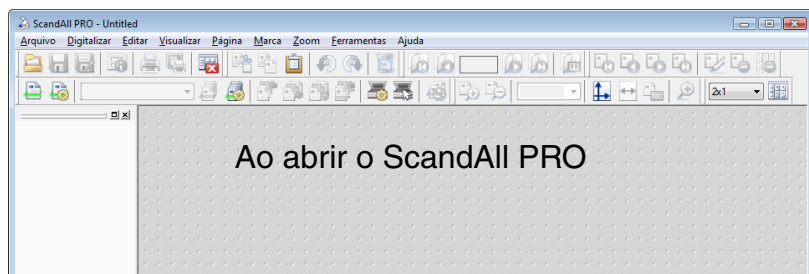 ScandAll PRO - Untitled
Arquivo Digitalizar Editar Visualizar Página Marca Zoom Ferramentas Ajuda
2x1
Ao abrir o ScandAll PRO